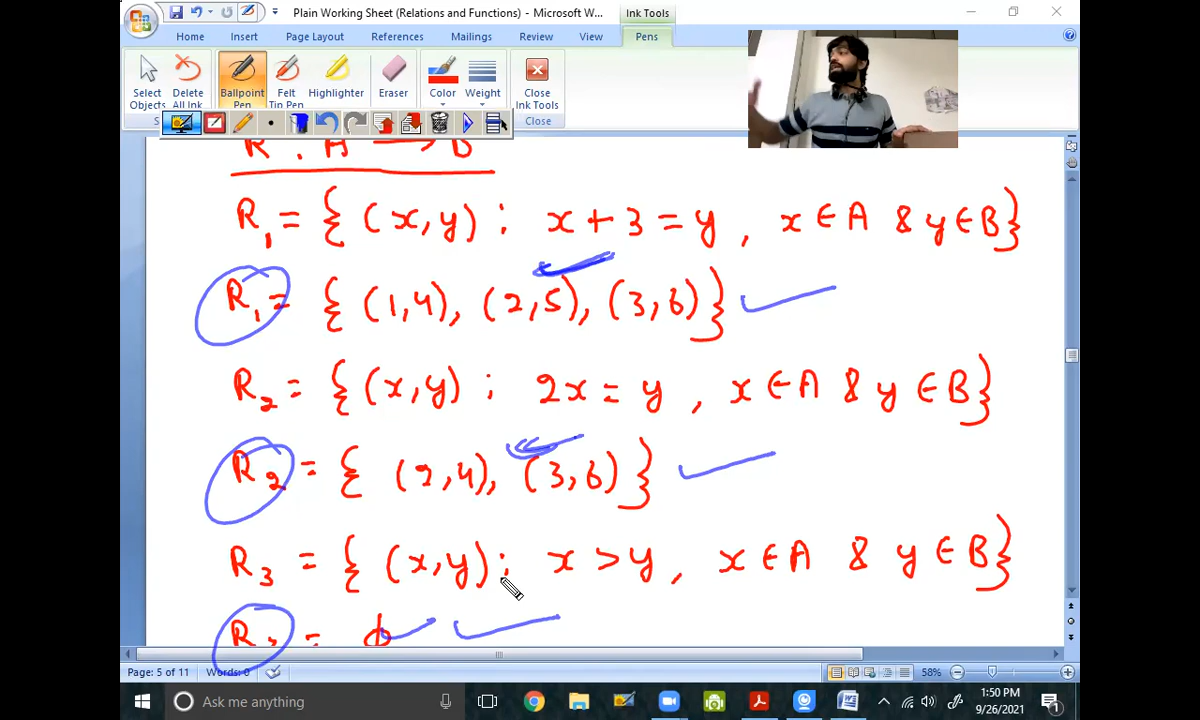 Plain Working Sheet (Relations and Functions) - Microsoft W...
Ink Tools
Home Insert Page Layout References Mailings Review View Pens
Select Objects
Delete All Ink
Ballpoint Pen
Felt Tip Pen
Highlighter
Eraser
Color
Weight
Close Ink Tools
Close
R : A → B
R₁ = { (x,y) : x + 3 = y , x ∈ A & y ∈ B}
R₁ = { (1,4), (2,5), (3,6) }
R₂ = { (x,y) ; 2x = y , x ∈ A & y ∈ B}
R₂ = { (2,4), (3,6) }
R₃ = { (x,y) ; x > y , x ∈ A & y ∈ B}
R₃ = ϕ
Page: 5 of 11 Words: 0 58%
Ask me anything
1:50 PM
9/26/2021